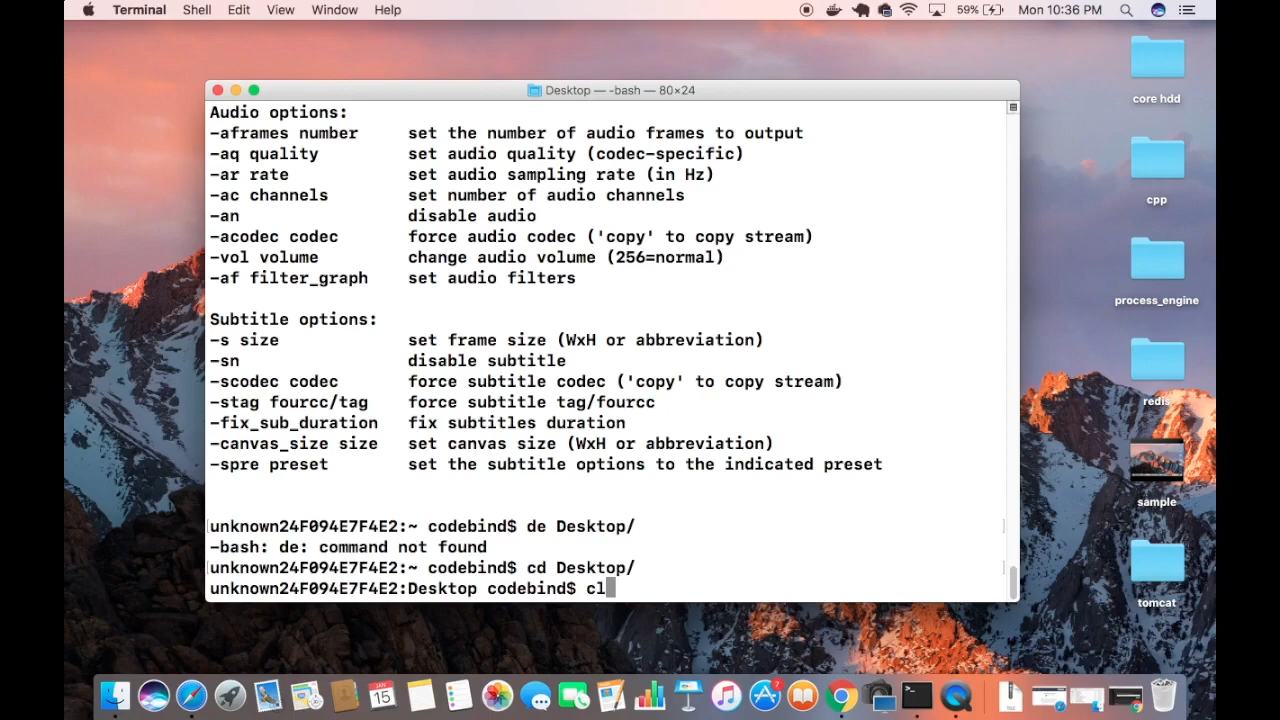 Terminal Shell Edit View Window Help 59% Mon 10:36 PM
Desktop — -bash — 80×24
Audio options:
-aframes number set the number of audio frames to output
-aq quality set audio quality (codec-specific)
-ar rate set audio sampling rate (in Hz)
-ac channels set number of audio channels
-an disable audio
-acodec codec force audio codec ('copy' to copy stream)
-vol volume change audio volume (256=normal)
-af filter_graph set audio filters
Subtitle options:
-s size set frame size (WxH or abbreviation)
-sn disable subtitle
-scodec codec force subtitle codec ('copy' to copy stream)
-stag fourcc/tag force subtitle tag/fourcc
-fix_sub_duration fix subtitles duration
-canvas_size size set canvas size (WxH or abbreviation)
-spre preset set the subtitle options to the indicated preset
unknown24F094E7F4E2:~ codebind$ de Desktop/
-bash: de: command not found
unknown24F094E7F4E2:~ codebind$ cd Desktop/
unknown24F094E7F4E2:Desktop codebind$ cl
core hdd
cpp
process_engine
redis
sample
tomcat
JAN
15
7